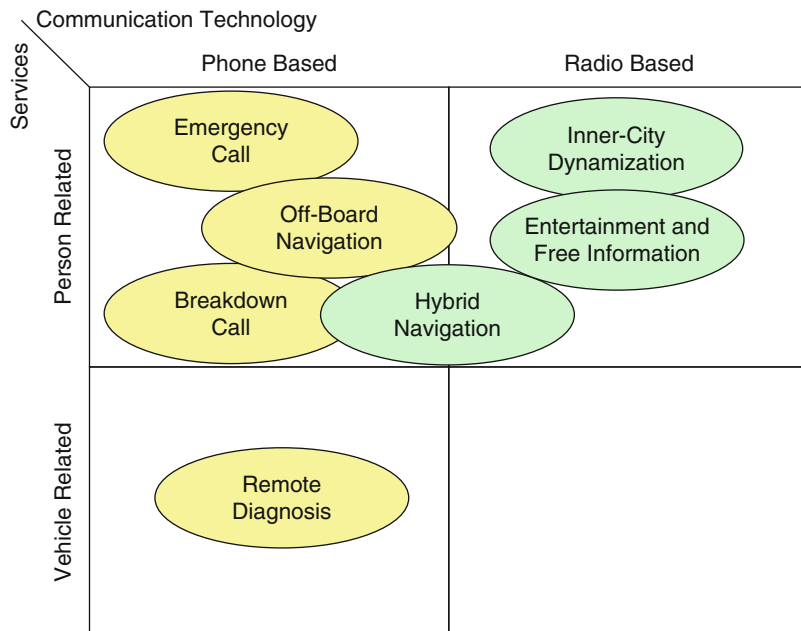 Communication Technology
Services
Phone Based
Radio Based
Person Related
Emergency
Call
Inner-City
Dynamization
Off-Board
Navigation
Entertainment and
Free Information
Breakdown
Call
Hybrid
Navigation
Vehicle Related
Remote
Diagnosis